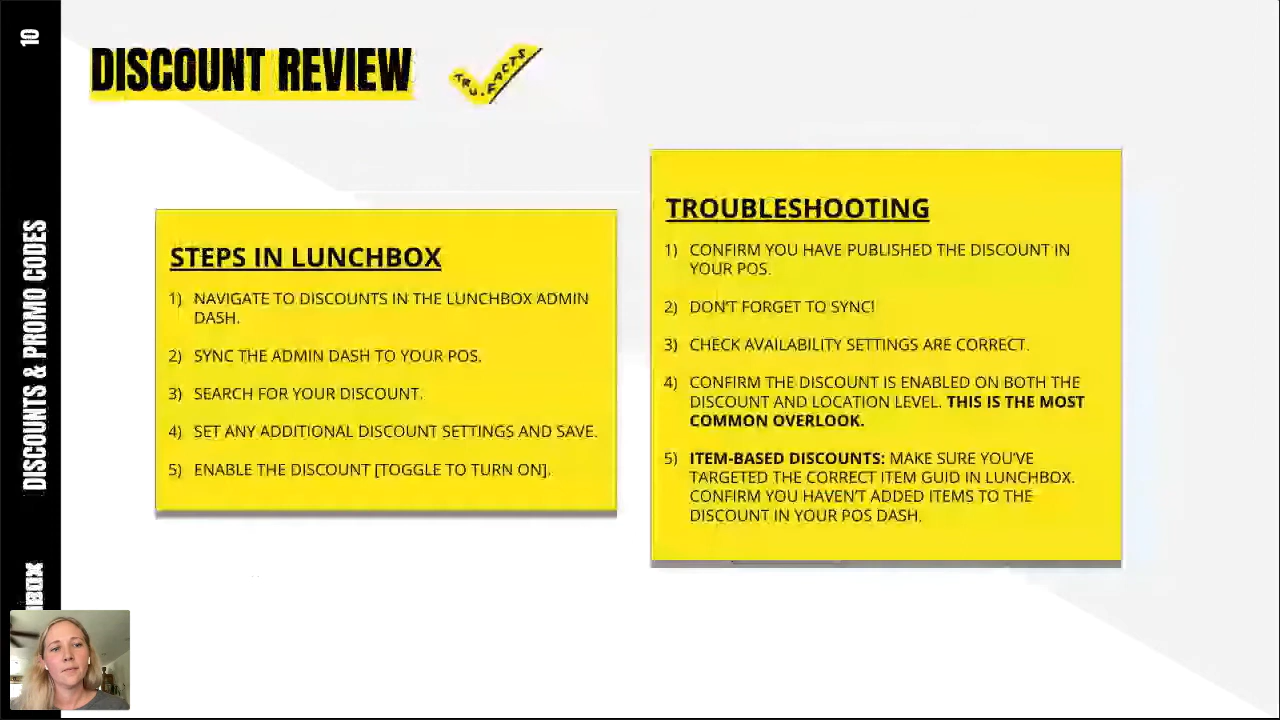 10
DISCOUNT REVIEW
TRU.FACTS
DISCOUNTS & PROMO CODES
STEPS IN LUNCHBOX
1) NAVIGATE TO DISCOUNTS IN THE LUNCHBOX ADMIN
DASH.
2) SYNC THE ADMIN DASH TO YOUR POS.
3) SEARCH FOR YOUR DISCOUNT.
4) SET ANY ADDITIONAL DISCOUNT SETTINGS AND SAVE.
5) ENABLE THE DISCOUNT [TOGGLE TO TURN ON].
TROUBLESHOOTING
1) CONFIRM YOU HAVE PUBLISHED THE DISCOUNT IN
YOUR POS.
2) DON'T FORGET TO SYNC!
3) CHECK AVAILABILITY SETTINGS ARE CORRECT.
4) CONFIRM THE DISCOUNT IS ENABLED ON BOTH THE
DISCOUNT AND LOCATION LEVEL. THIS IS THE MOST
COMMON OVERLOOK.
5) ITEM-BASED DISCOUNTS: MAKE SURE YOU'VE
TARGETED THE CORRECT ITEM GUID IN LUNCHBOX.
CONFIRM YOU HAVEN'T ADDED ITEMS TO THE
DISCOUNT IN YOUR POS DASH.